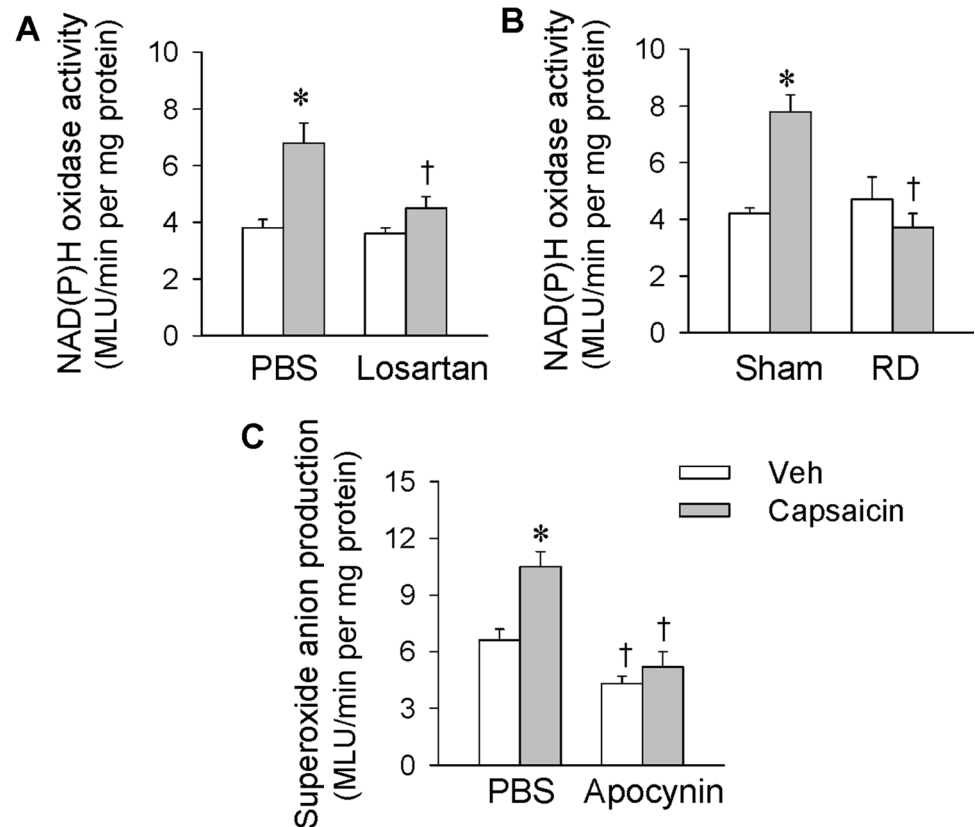 A
NAD(P)H oxidase activity
(MLU/min per mg protein)
10
8
6
4
2
0
*
†
PBS
Losartan
B
NAD(P)H oxidase activity
(MLU/min per mg protein)
10
8
6
4
2
0
*
†
Sham
RD
C
Superoxide anion production
(MLU/min per mg protein)
15
12
9
6
3
0
*
†
†
PBS
Apocynin
Veh
Capsaicin